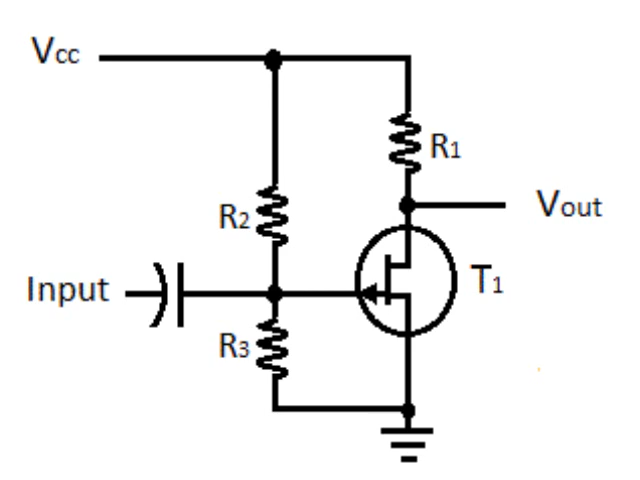 Vcc
R1
Vout
R2
T1
Input
R3